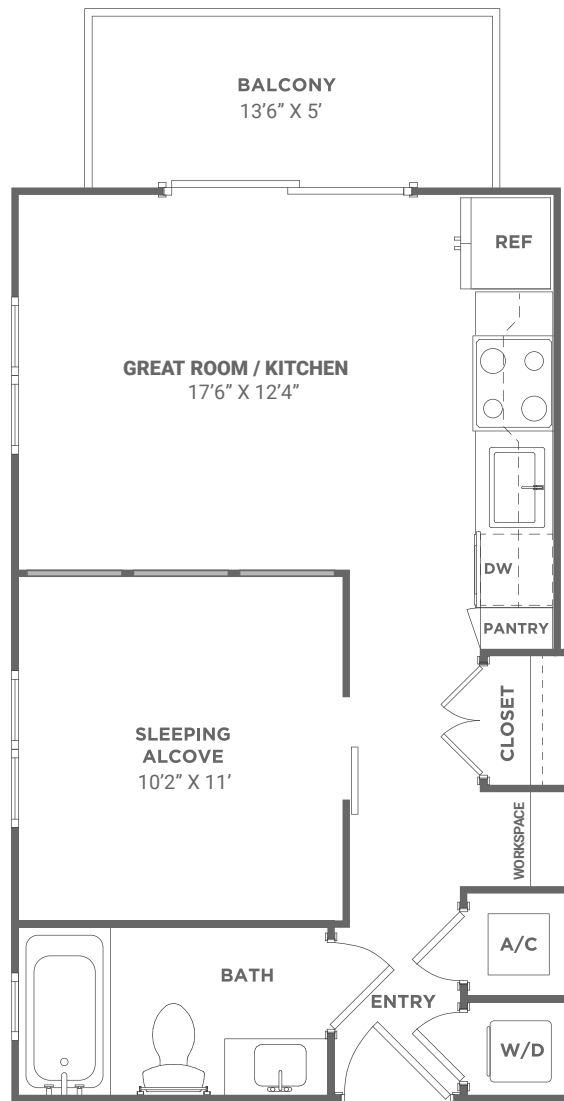 BALCONY
13’6” X 5’
REF
GREAT ROOM / KITCHEN
17’6” X 12’4”
DW
PANTRY
CLOSET
SLEEPING
ALCOVE
10’2” X 11’
WORKSPACE
A/C
BATH
ENTRY
W/D